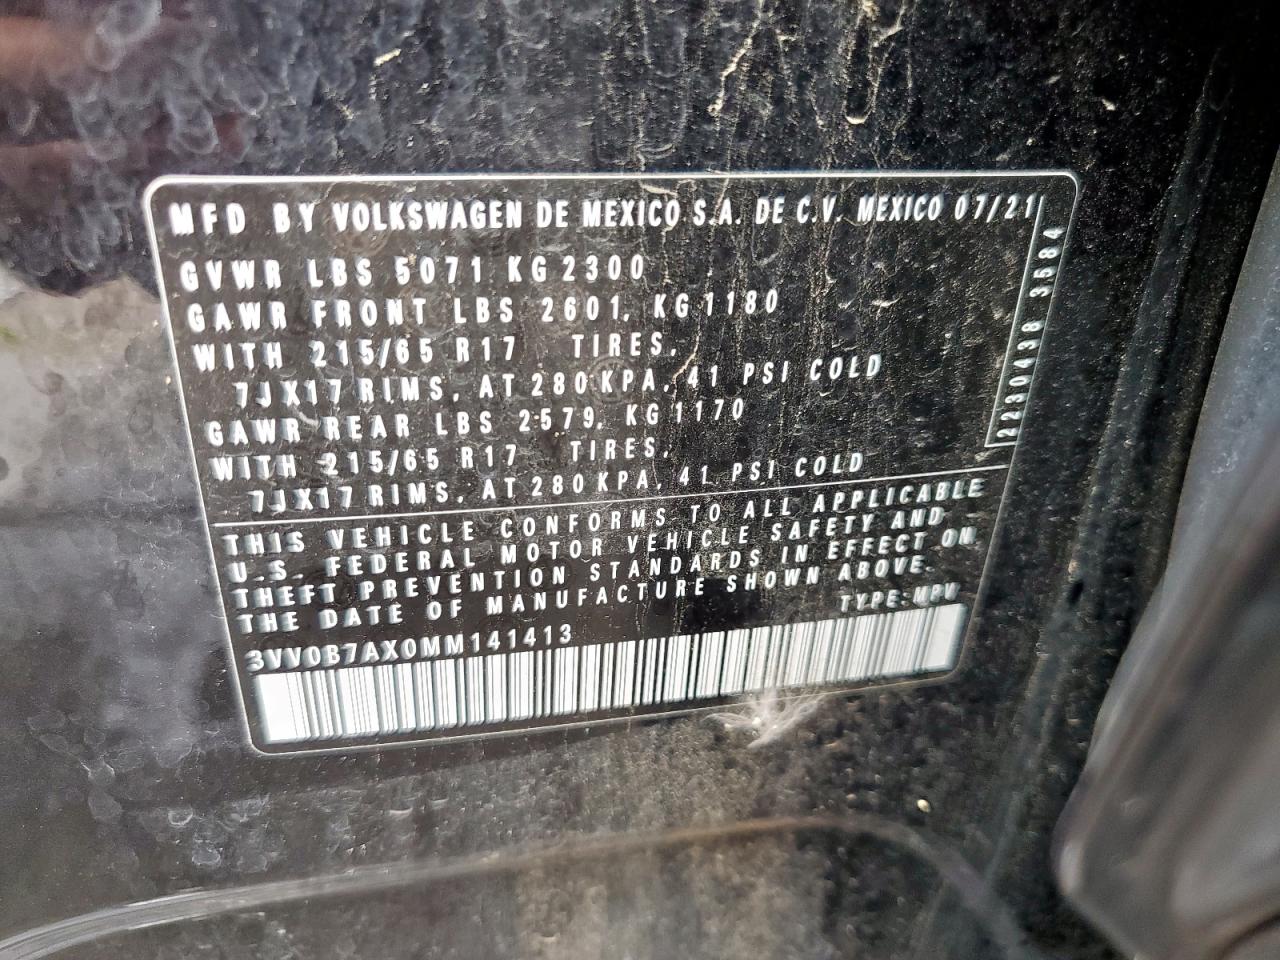 MFD BY VOLKSWAGEN DE MEXICO S.A. DE C.V. MEXICO 07/21
GVWR LBS 5071 KG 2300
GAWR FRONT LBS 2601, KG 1180
WITH 215/65 R17 TIRES,
7JX17 RIMS, AT 280 KPA, 41 PSI COLD
GAWR REAR LBS 2579, KG 1170
WITH 215/65 R17 TIRES,
7JX17 RIMS, AT 280 KPA, 41 PSI COLD
2230438 3584
THIS VEHICLE CONFORMS TO ALL APPLICABLE
U.S. FEDERAL MOTOR VEHICLE SAFETY AND
THEFT PREVENTION STANDARDS IN EFFECT ON
THE DATE OF MANUFACTURE SHOWN ABOVE.
TYPE:MPV
3VV0B7AX0MM141413